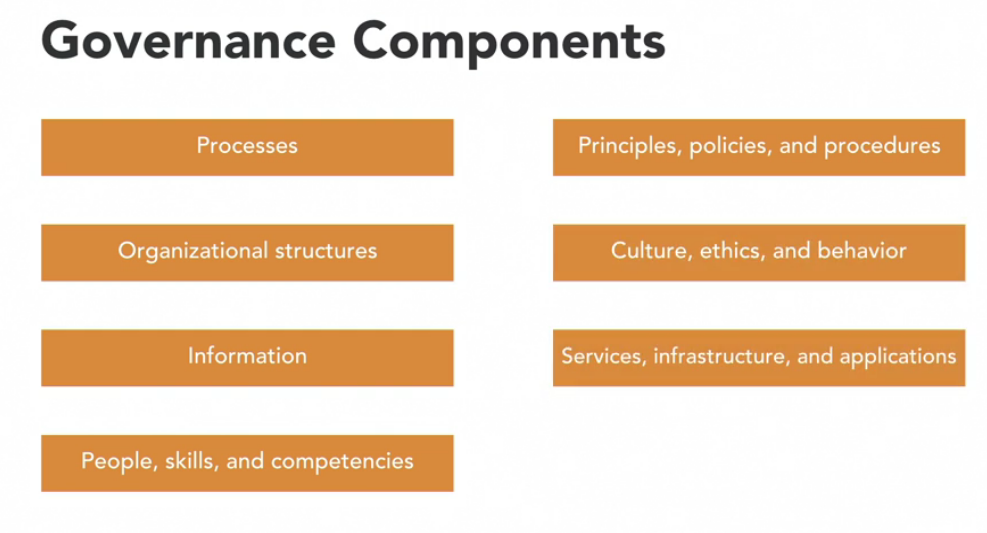 Governance Components
Processes
Principles, policies, and procedures
Organizational structures
Culture, ethics, and behavior
Information
Services, infrastructure, and applications
People, skills, and competencies